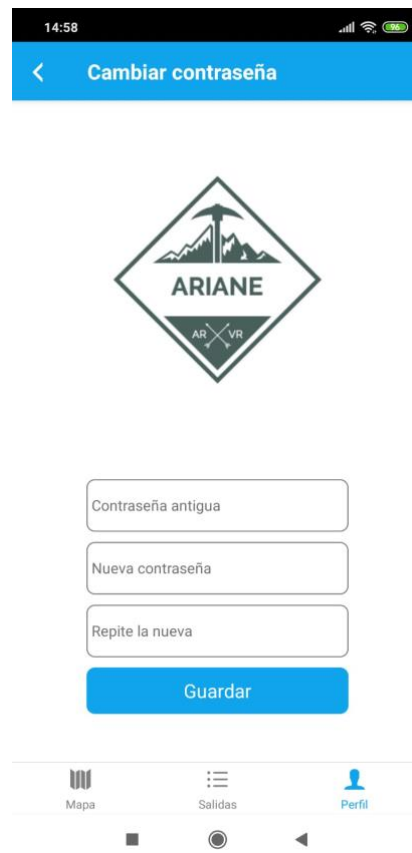 14:58
96
Cambiar contraseña
ARIANE
AR VR
Contraseña antigua
Nueva contraseña
Repite la nueva
Guardar
Mapa Salidas Perfil